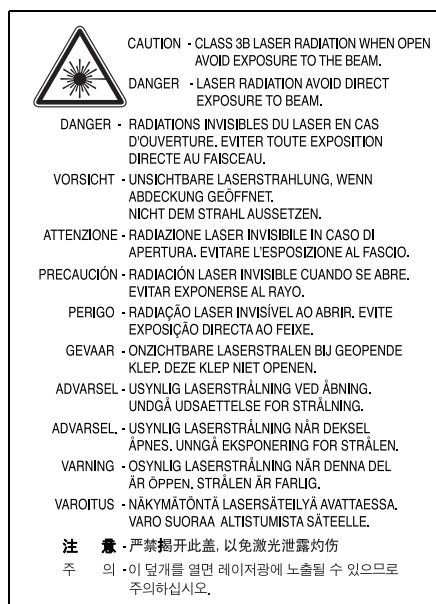 CAUTION - CLASS 3B LASER RADIATION WHEN OPEN
AVOID EXPOSURE TO THE BEAM.
DANGER - LASER RADIATION AVOID DIRECT
EXPOSURE TO BEAM.
DANGER - RADIATIONS INVISIBLES DU LASER EN CAS
D'OUVERTURE. EVITER TOUTE EXPOSITION
DIRECTE AU FAISCEAU.
VORSICHT - UNSICHTBARE LASERSTRAHLUNG, WENN
ABDECKUNG GEÖFFNET.
NICHT DEM STRAHL AUSSETZEN.
ATTENZIONE - RADIAZIONE LASER INVISIBILE IN CASO DI
APERTURA. EVITARE L'ESPOSIZIONE AL FASCIO.
PRECAUCIÓN - RADIACIÓN LASER INVISIBLE CUANDO SE ABRE.
EVITAR EXPONERSE AL RAYO.
PERIGO - RADIAÇÃO LASER INVISÍVEL AO ABRIR. EVITE
EXPOSIÇÃO DIRECTA AO FEIXE.
GEVAAR - ONZICHTBARE LASERSTRALEN BIJ GEOPENDE
KLEP. DEZE KLEP NIET OPENEN.
ADVARSEL - USYNLIG LASERSTRÅLNING VED ÅBNING.
UNDGÅ UDSAETTELSE FOR STRÅLNING.
ADVARSEL. - USYNLIG LASERSTRÅLNING NÅR DEKSEL
ÅPNES. UNNGÅ EKSPONERING FOR STRÅLEN.
VARNING - OSYNLIG LASERSTRÅLNING NÄR DENNA DEL
ÄR ÖPPEN. STRÅLEN ÄR FARLIG.
VAROITUS - NÄKYMÄTÖNTÄ LASERSÄTEILYÄ AVATTAESSA.
VARO SUORAA ALTISTUMISTA SÄTEELLE.
注 意 - 严禁揭开此盖, 以免激光泄露灼伤
주 의 - 이 덮개를 열면 레이저광에 노출될 수 있으므로
주의하십시오.